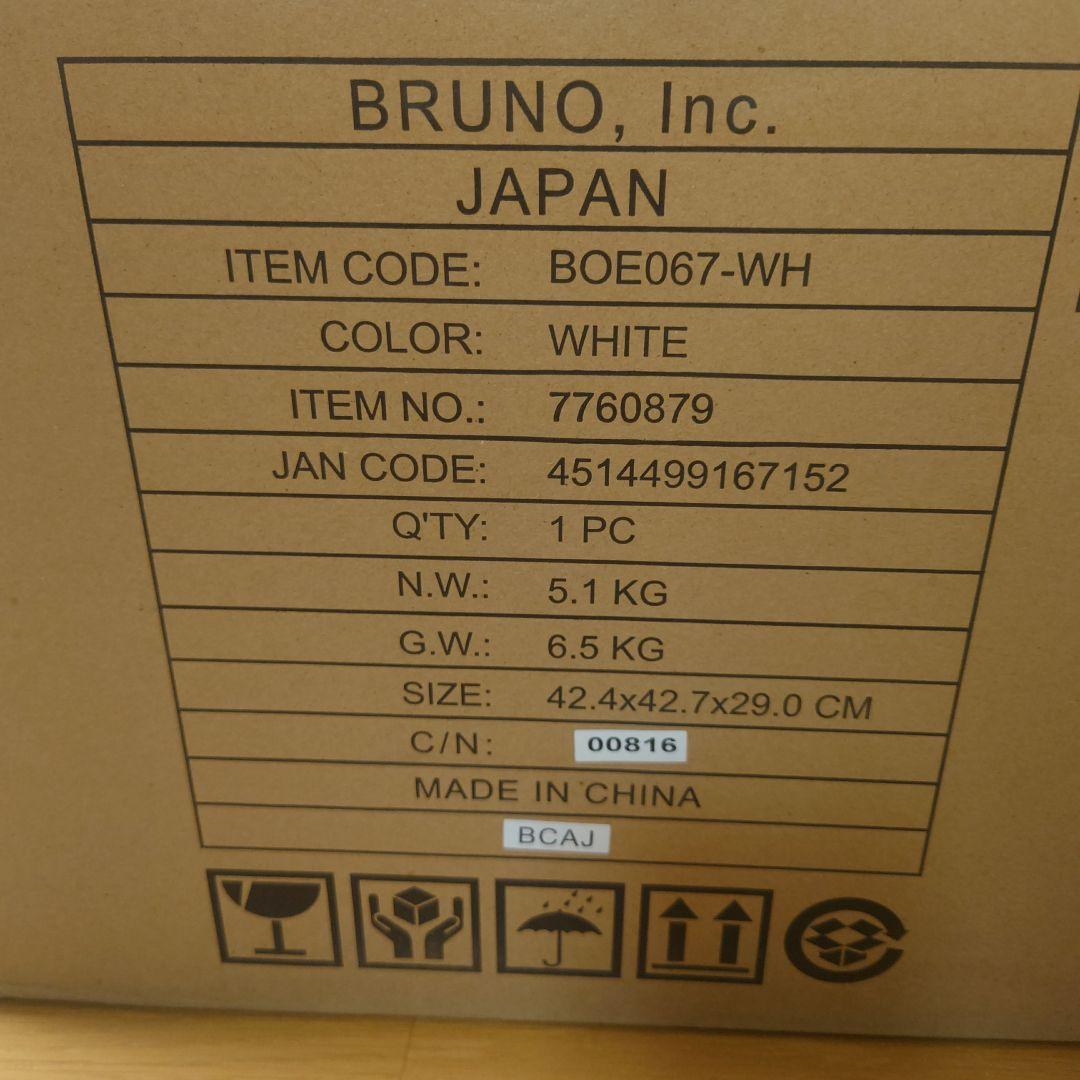 BRUNO, Inc.
JAPAN
ITEM CODE: BOE067-WH
COLOR: WHITE
ITEM NO.: 7760879
JAN CODE: 4514499167152
Q'TY: 1 PC
N.W.: 5.1 KG
G.W.: 6.5 KG
SIZE: 42.4x42.7x29.0 CM
C/N: 00816
MADE IN CHINA
BCAJ